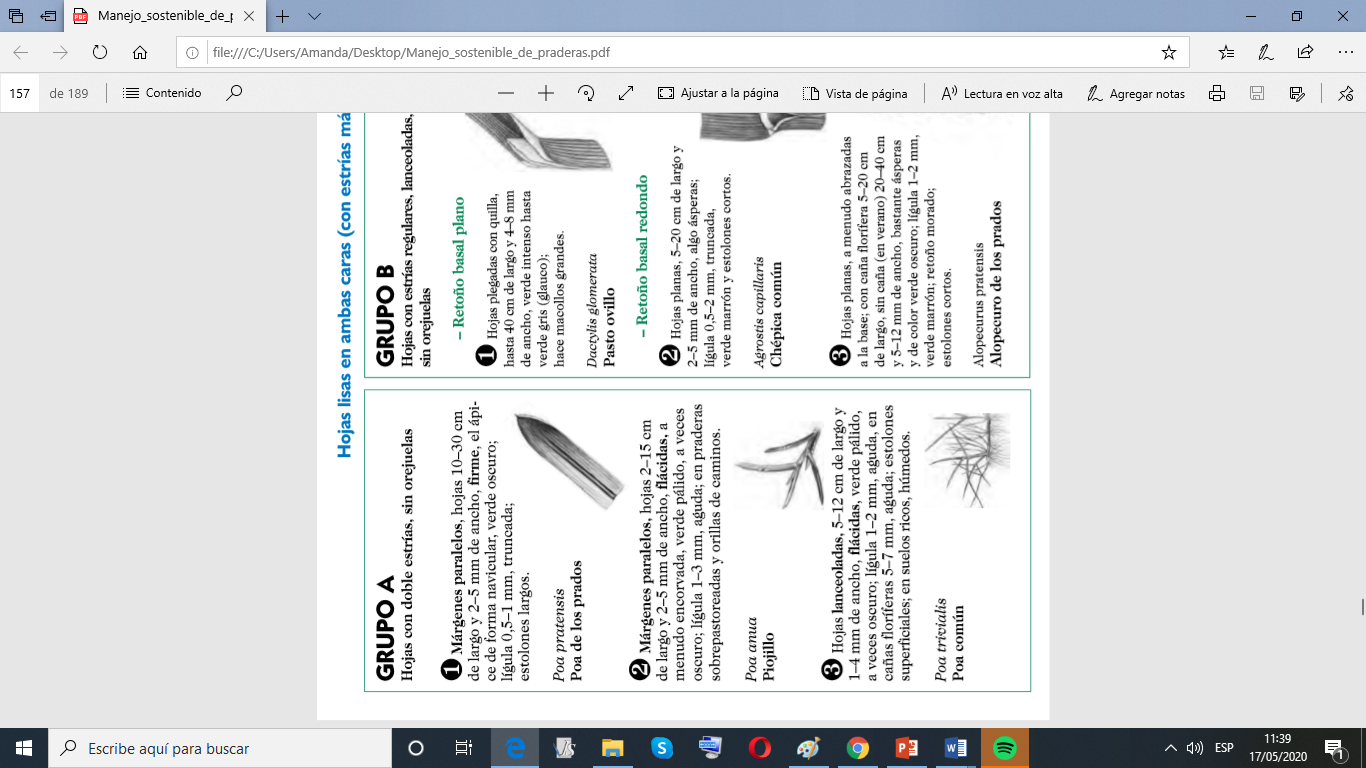 Manejo_sostenible_de_p
file:///C:/Users/Amanda/Desktop/Manejo_sostenible_de_praderas.pdf
157 de 189
Contenido
Ajustar a la página
Vista de página
Lectura en voz alta
Agregar notas
Hojas lisas en ambas caras (con estrías má
GRUPO A
Hojas con doble estrías, sin orejuelas
1 Márgenes paralelos, hojas 10–30 cm
de largo y 2–5 mm de ancho, firme, el ápi-
ce de forma navicular, verde oscuro;
lígula 0,5–1 mm, truncada;
estolones largos.
Poa pratensis
Poa de los prados
2 Márgenes paralelos, hojas 2–15 cm
de largo y 2–5 mm de ancho, flácidas, a
menudo encorvada, verde pálido, a veces
oscuro; lígula 1–3 mm, aguda; en praderas
sobrepastoreadas y orillas de caminos.
Poa anua
Piojillo
3 Hojas lanceoladas, 5–12 cm de largo y
1–4 mm de ancho, flácidas, verde pálido,
a veces oscuro; lígula 1–2 mm, aguda, en
cañas floríferas 5–7 mm, aguda; estolones
superficiales; en suelos ricos, húmedos.
Poa trivialis
Poa común
GRUPO B
Hojas con estrías regulares, lanceoladas,
sin orejuelas
– Retoño basal plano
1 Hojas plegadas con quilla,
hasta 40 cm de largo y 4–8 mm
de ancho, verde intenso hasta
verde gris (glauco);
hace macollos grandes.
Dactylis glomerata
Pasto ovillo
– Retoño basal redondo
2 Hojas planas, 5–20 cm de largo y
2–5 mm de ancho, algo ásperas;
lígula 0,5–2 mm, truncada,
verde marrón y estolones cortos.
Agrostis capillaris
Chépica común
3 Hojas planas, a menudo abrazadas
a la base; con caña florífera 5–20 cm
de largo, sin caña (en verano) 20–40 cm
y 5–12 mm de ancho, bastante ásperas
y de color verde oscuro; lígula 1–2 mm,
verde marrón; retoño morado;
estolones cortos.
Alopecurus pratensis
Alopecuro de los prados
Escribe aquí para buscar
ESP
11:39
17/05/2020
1